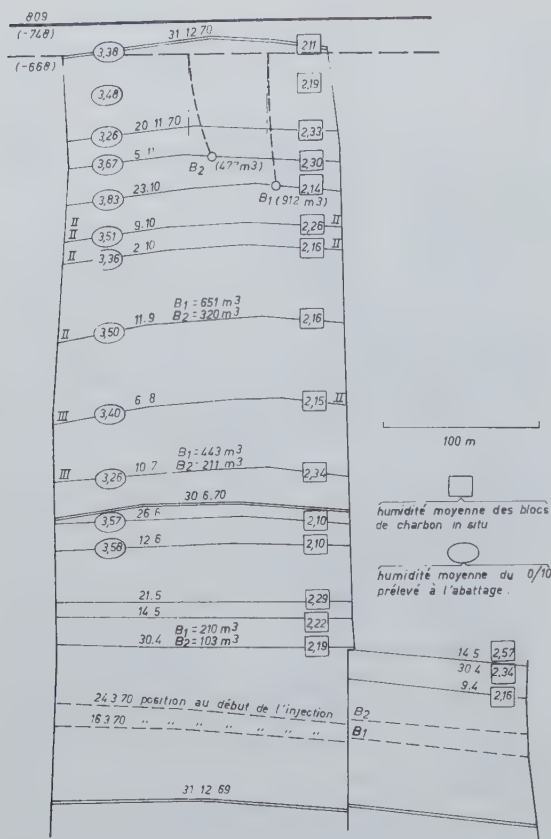 809
(-748)
31 12 70
(-668)
3,38
2,11
3,48
2,19
20 11 70
3,26
2,33
5 11
3,67
2,30
B2 (477 m3)
23.10
3,83
2,14
B1 (912 m3)
II
9.10
2,26
II
II
3,51
II
2 10
2,16
II
3,36
B1 = 651 m3
11.9
B2 = 320 m3
2,16
II
3,50
6 8
2,15
II
III
3,40
100 m
B1 = 443 m3
10 7
B2 = 211 m3
2,34
III
3,26
30 6.70
humidité moyenne des blocs
de charbon in situ
26 6
3,57
2,10
12 6
3,58
2,10
humidité moyenne du 0/10
prélevé à l'abattage.
21.5
2,29
14 5
2,22
B1 = 210 m3
30.4
B2 = 103 m3
2,19
14 5
2,57
30.4
2,34
9.4
2,16
24 3 70 position au début de l'injection
B2
16 3.70 " " " " " " "
B1
31 12 69